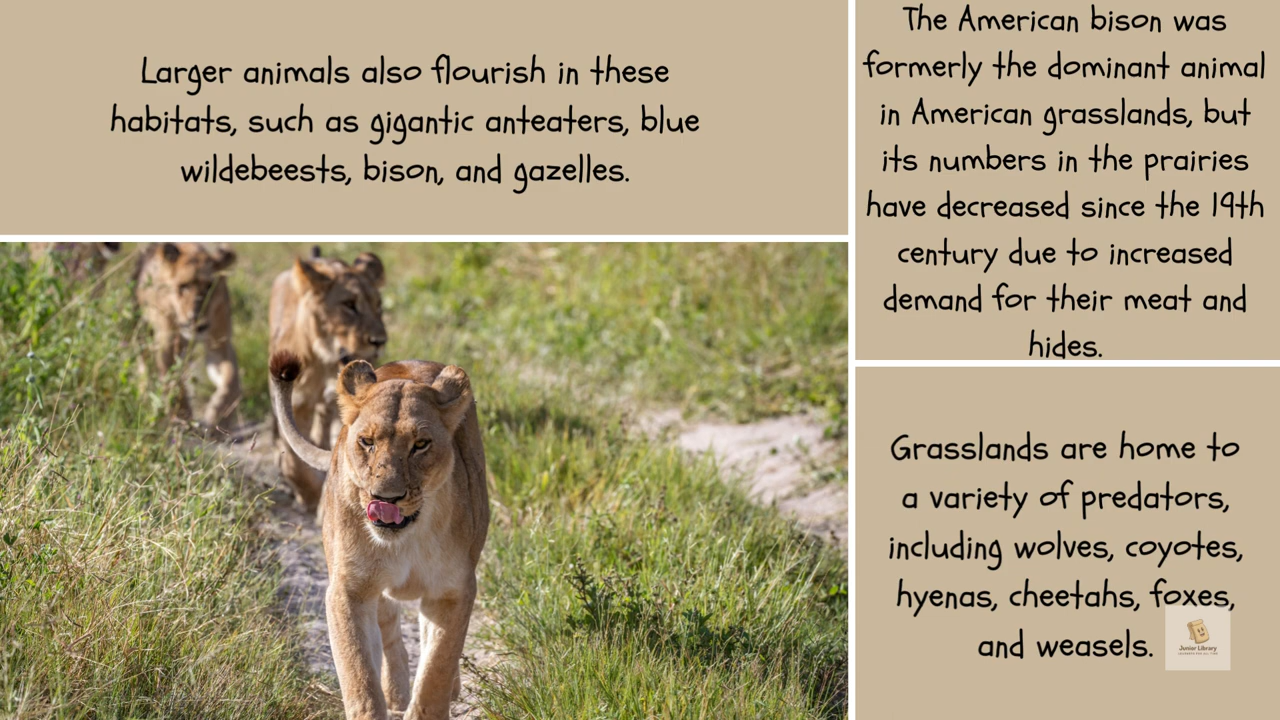 Larger animals also flourish in these
habitats, such as gigantic anteaters, blue
wildebeests, bison, and gazelles.
The American bison was
formerly the dominant animal
in American grasslands, but
its numbers in the prairies
have decreased since the 19th
century due to increased
demand for their meat and
hides.
Grasslands are home to
a variety of predators,
including wolves, coyotes,
hyenas, cheetahs, foxes,
and weasels.
Junior Library